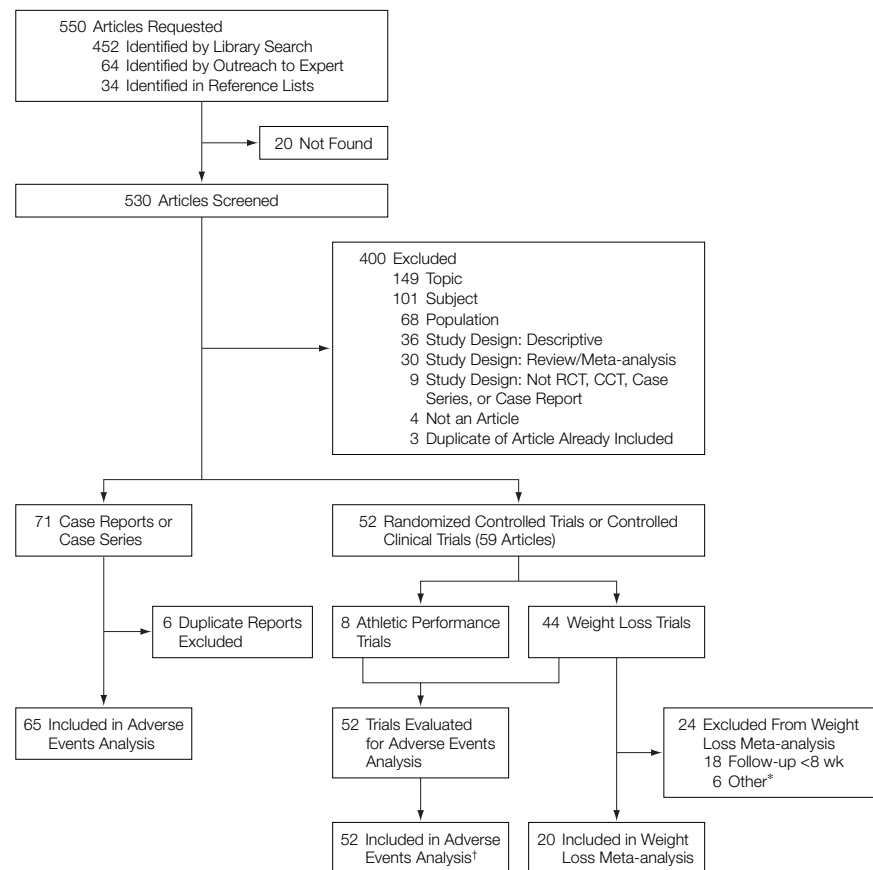 550 Articles Requested
452 Identified by Library Search
64 Identified by Outreach to Expert
34 Identified in Reference Lists
20 Not Found
530 Articles Screened
400 Excluded
149 Topic
101 Subject
68 Population
36 Study Design: Descriptive
30 Study Design: Review/Meta-analysis
9 Study Design: Not RCT, CCT, Case
Series, or Case Report
4 Not an Article
3 Duplicate of Article Already Included
71 Case Reports or
Case Series
52 Randomized Controlled Trials or Controlled
Clinical Trials (59 Articles)
6 Duplicate Reports
Excluded
8 Athletic Performance
Trials
44 Weight Loss Trials
65 Included in Adverse
Events Analysis
52 Trials Evaluated
for Adverse Events
Analysis
24 Excluded From Weight
Loss Meta-analysis
18 Follow-up <8 wk
6 Other*
52 Included in Adverse
Events Analysis†
20 Included in Weight
Loss Meta-analysis